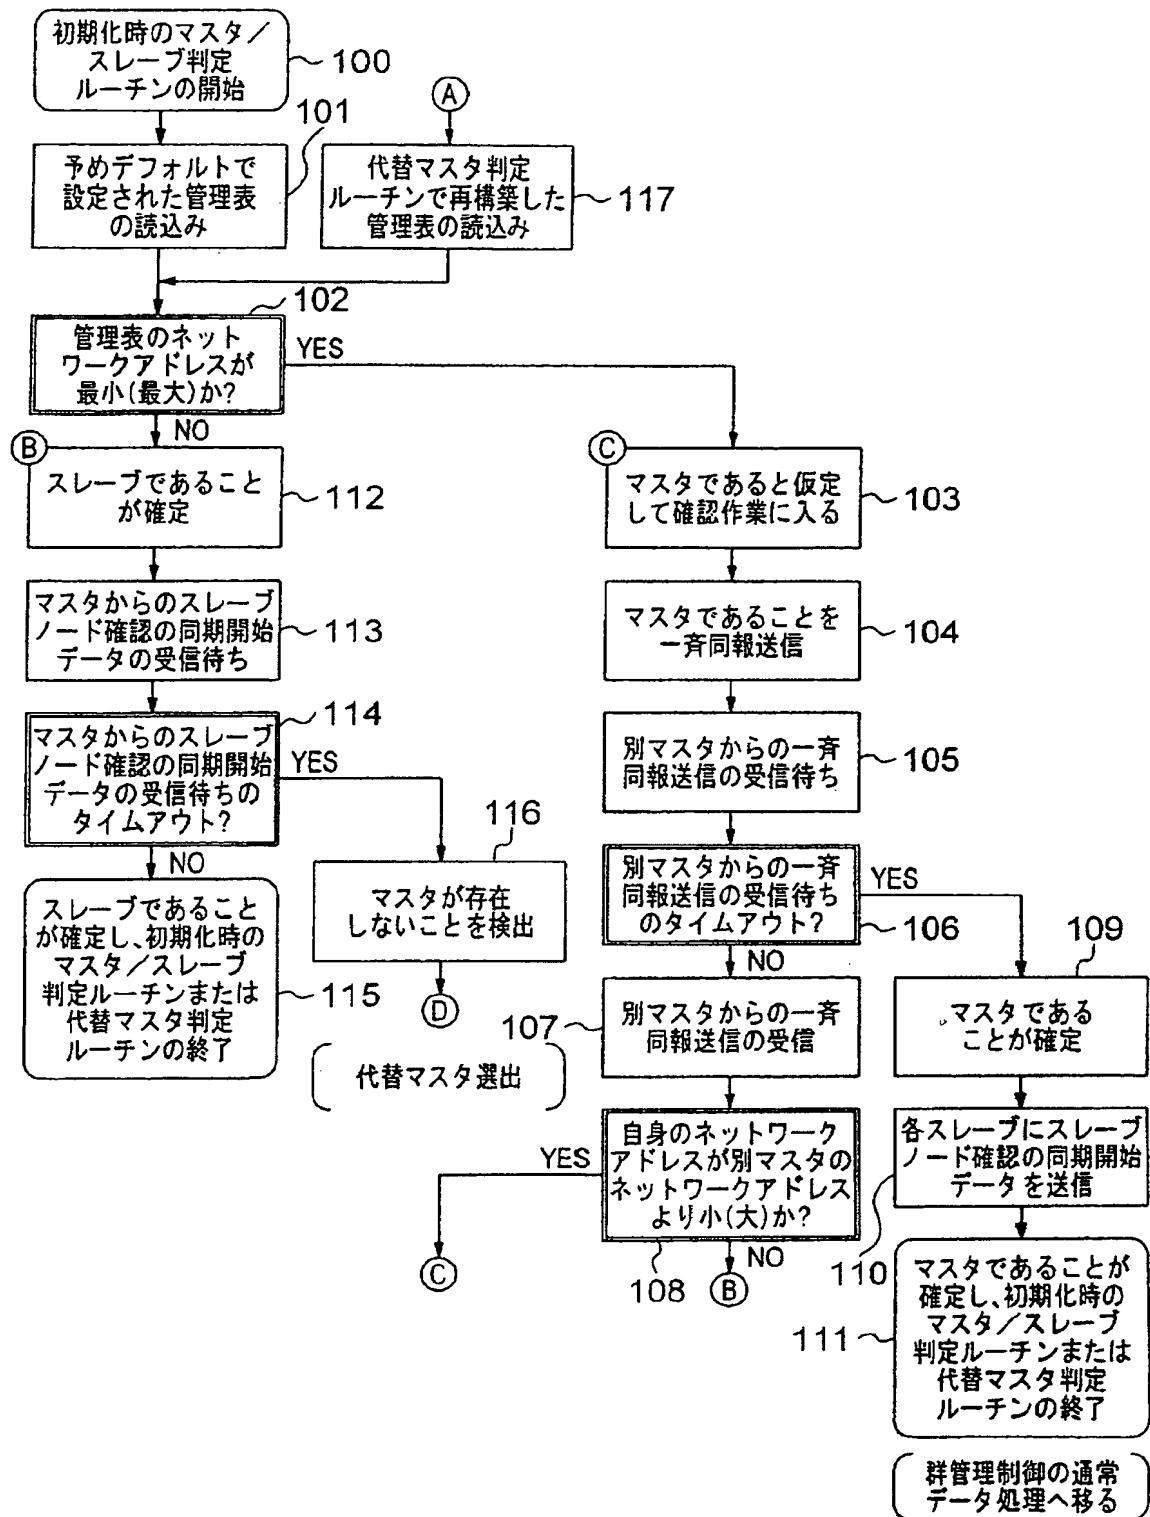 初期化時のマスタ／
スレーブ判定
ルーチンの開始
100
A
101
予めデフォルトで
設定された管理表
の読込み
代替マスタ判定
ルーチンで再構築した
管理表の読込み
117
102
管理表のネット
ワークアドレスが
最小(最大)か?
YES
NO
B
スレーブであること
が確定
112
C
マスタであると仮定
して確認作業に入る
103
マスタからのスレーブ
ノード確認の同期開始
データの受信待ち
113
マスタであることを
一斉同報送信
104
114
マスタからのスレーブ
ノード確認の同期開始
データの受信待ちの
タイムアウト?
YES
NO
別マスタからの一斉
同報送信の受信待ち
105
116
マスタが存在
しないことを検出
D
代替マスタ選出
別マスタからの一斉
同報送信の受信待ち
のタイムアウト?
YES
106
NO
スレーブであること
が確定し、初期化時の
マスタ／スレーブ
判定ルーチンまたは
代替マスタ判定
ルーチンの終了
115
107
別マスタからの一斉
同報送信の受信
109
マスタである
ことが確定
自身のネットワーク
アドレスが別マスタの
ネットワークアドレス
より小(大)か?
YES
C
108
NO
B
各スレーブにスレーブ
ノード確認の同期開始
データを送信
110
マスタであることが
確定し、初期化時の
マスタ／スレーブ
判定ルーチンまたは
代替マスタ判定
ルーチンの終了
111
群管理制御の通常
データ処理へ移る